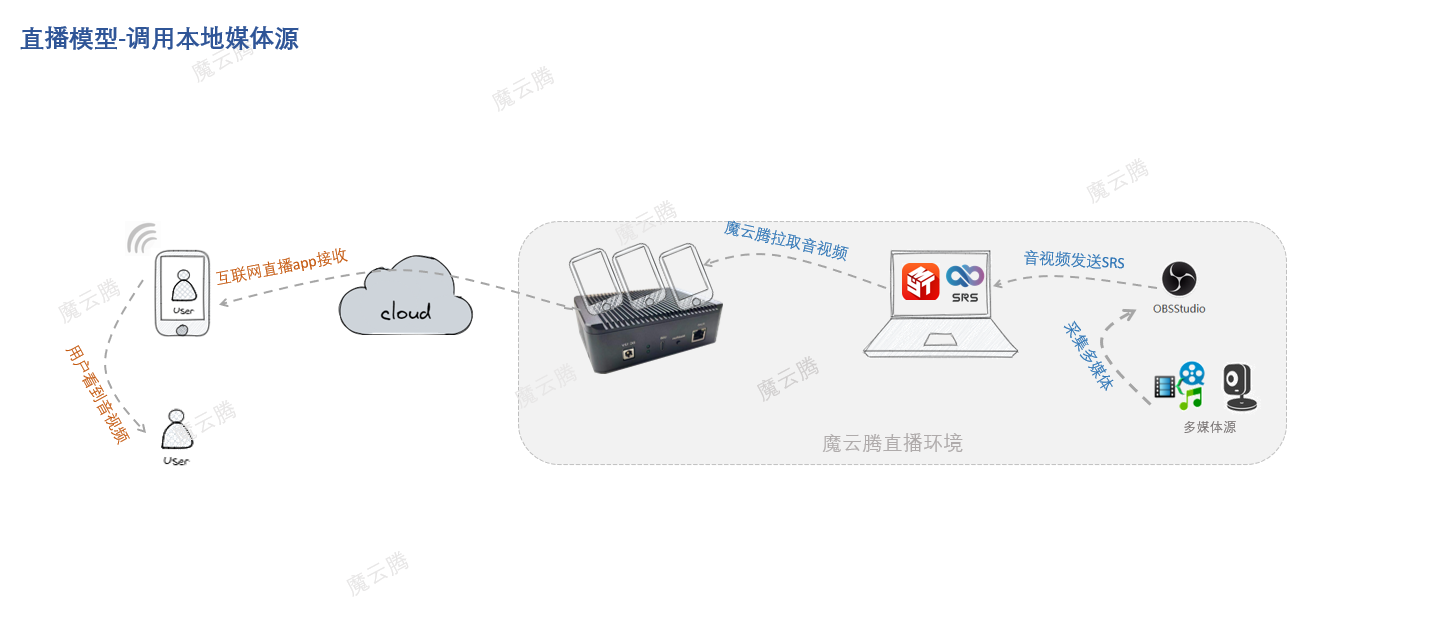 直播模型-调用本地媒体源
魔云腾
魔云腾
魔云腾
魔云腾
魔云腾拉取音视频
互联网直播app接收
音视频发送SRS
MYT
SRS
User
cloud
OBSStudio
魔云腾
采集多媒体
用户看到音视频
魔云腾
魔云腾
魔云腾
多媒体源
魔云腾直播环境
User
魔云腾